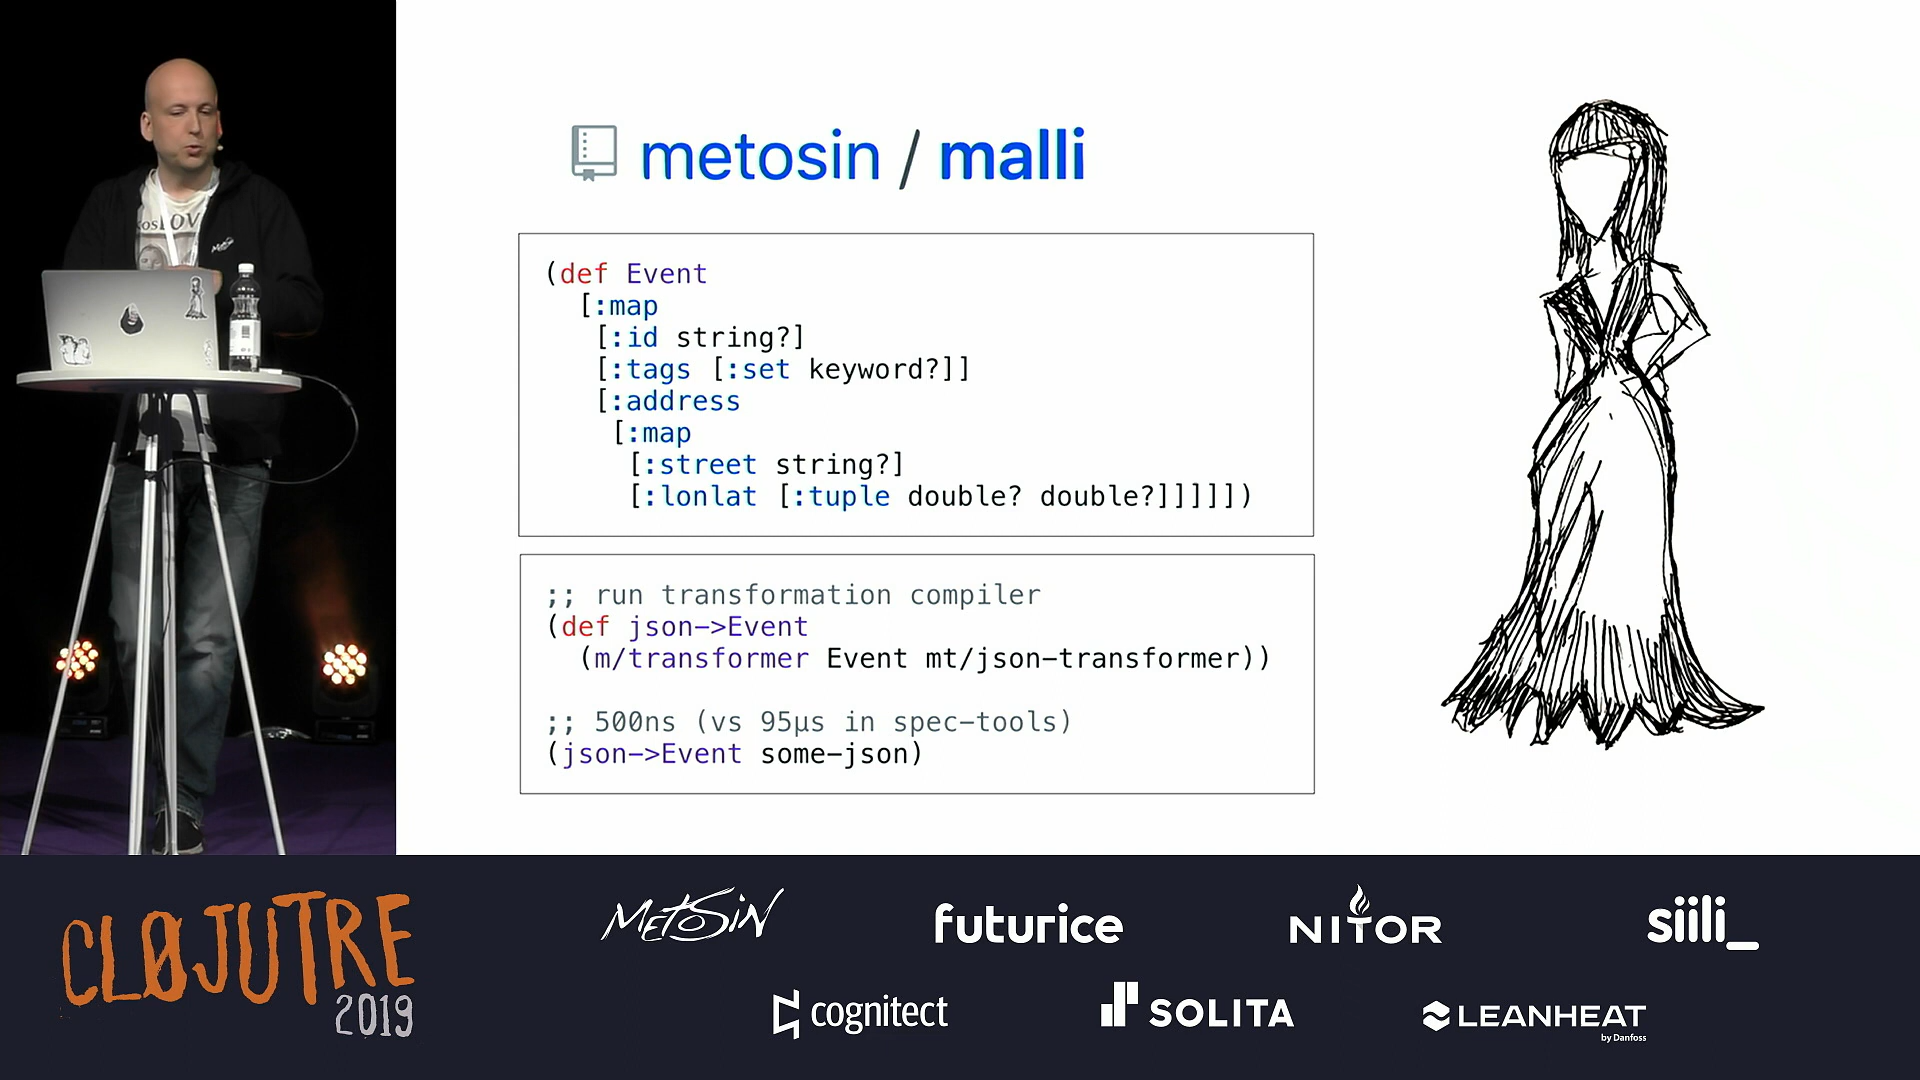 metosin / malli
(def Event
[:map
[:id string?]
[:tags [:set keyword?]]
[:address
[:map
[:street string?]
[:lonlat [:tuple double? double?]]]]])
;; run transformation compiler
(def json->Event
(m/transformer Event mt/json-transformer))
;; 500ns (vs 95µs in spec-tools)
(json->Event some-json)
LOV
CLØJUTRE
2019
METOSIN
futurice
NITOR
siili_
cognitect
SOLITA
LEANHEAT
by Danfoss